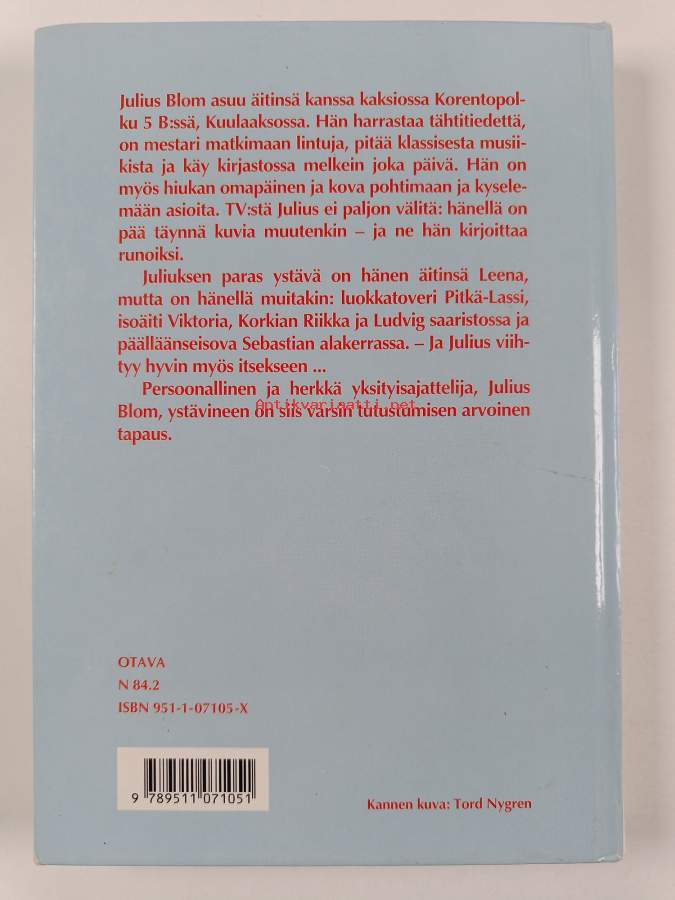 Julius Blom asuu äitinsä kanssa kaksiossa Korentopol-
ku 5 B:ssä, Kuulaaksossa. Hän harrastaa tähtitiedettä,
on mestari matkimaan lintuja, pitää klassisesta musii-
kista ja käy kirjastossa melkein joka päivä. Hän on
myös hiukan omapäinen ja kova pohtimaan ja kysele-
mään asioita. TV:stä Julius ei paljon välitä: hänellä on
pää täynnä kuvia muutenkin – ja ne hän kirjoittaa
runoiksi.
Juliuksen paras ystävä on hänen äitinsä Leena,
mutta on hänellä muitakin: luokkatoveri Pitkä-Lassi,
isoäiti Viktoria, Korkian Riikka ja Ludvig saaristossa ja
päälläänseisova Sebastian alakerrassa. – Ja Julius viih-
tyy hyvin myös itsekseen ...
Persoonallinen ja herkkä yksityisajattelija, Julius
Blom, ystävineen on siis varsin tutustumisen arvoinen
tapaus.
Antikvariaatti.net
OTAVA
N 84.2
ISBN 951-1-07105-X
9 789511 071051
Kannen kuva: Tord Nygren